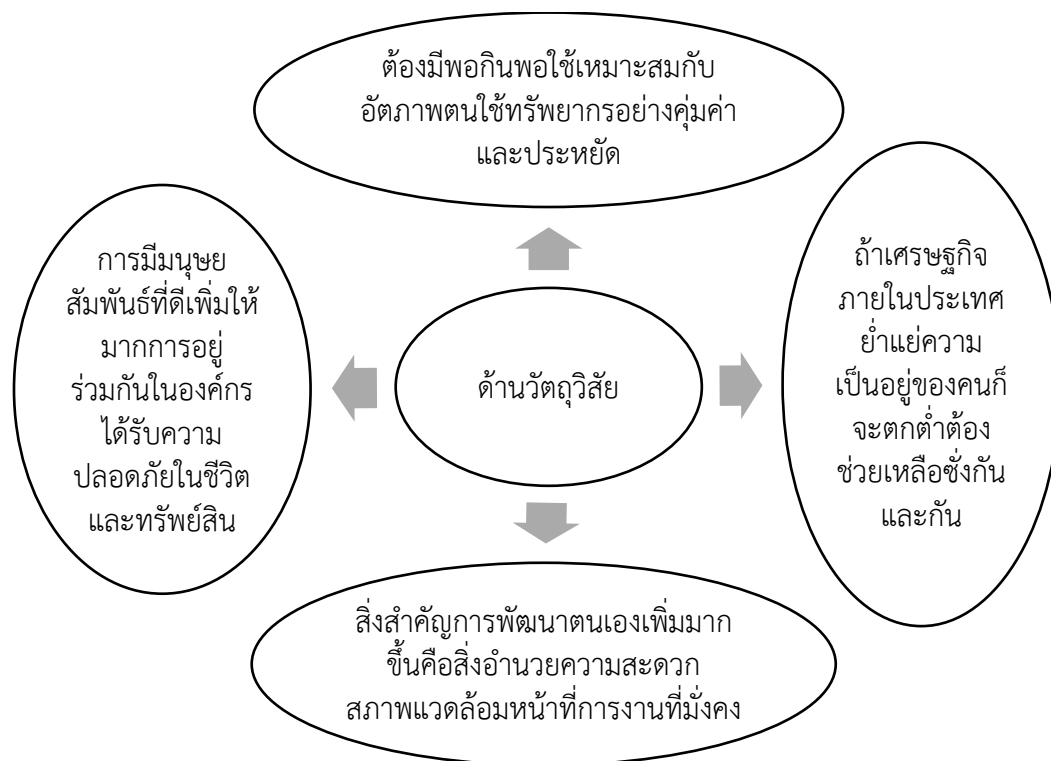 ต้องมีพอกินพอใช้เหมาะสมกับ
อัตภาพตนใช้ทรัพยากรอย่างคุ่มค่า
และประหยัด
การมีมนุษย
สัมพันธ์ที่ดีเพิ่มให้
มากการอยู่
ร่วมกันในองค์กร
ได้รับความ
ปลอดภัยในชีวิต
และทรัพย์สิน
ด้านวัตถุวิสัย
ถ้าเศรษฐกิจ
ภายในประเทศ
ย่ำแย่ความ
เป็นอยู่ของคนก็
จะตกต่ำต้อง
ช่วยเหลือซั่งกัน
และกัน
สิ่งสำคัญการพัฒนาตนเองเพิ่มมาก
ขึ้นคือสิ่งอำนวยความสะดวก
สภาพแวดล้อมหน้าที่การงานที่มั่งคง